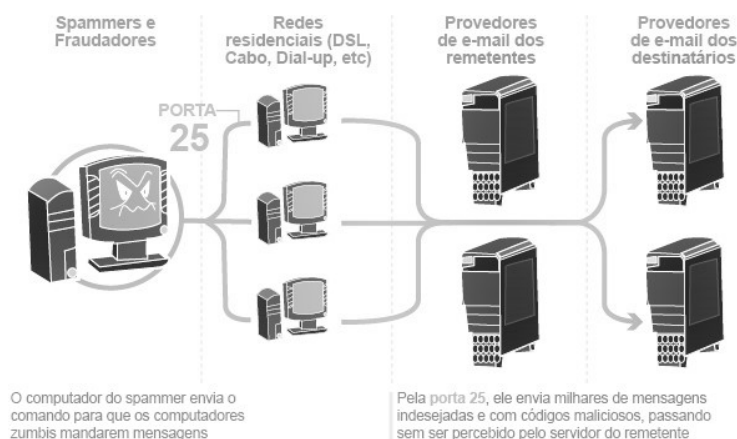 Spammers e
Fraudadores
Redes
residenciais (DSL,
Cabo, Dial-up, etc)
Provedores
de e-mail dos
remetentes
Provedores
de e-mail dos
destinatários
PORTA
25
O computador do spammer envia o
comando para que os computadores
zumbis mandarem mensagens
Pela porta 25, ele envia milhares de mensagens
indesejadas e com códigos maliciosos, passando
sem ser percebido pelo servidor do remetente